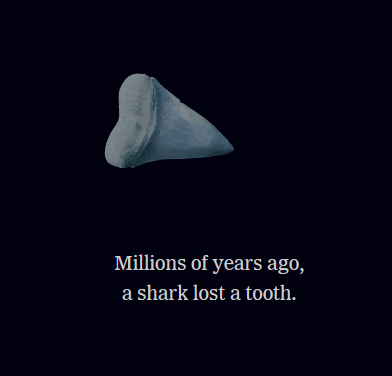 Millions of years ago,
a shark lost a tooth.